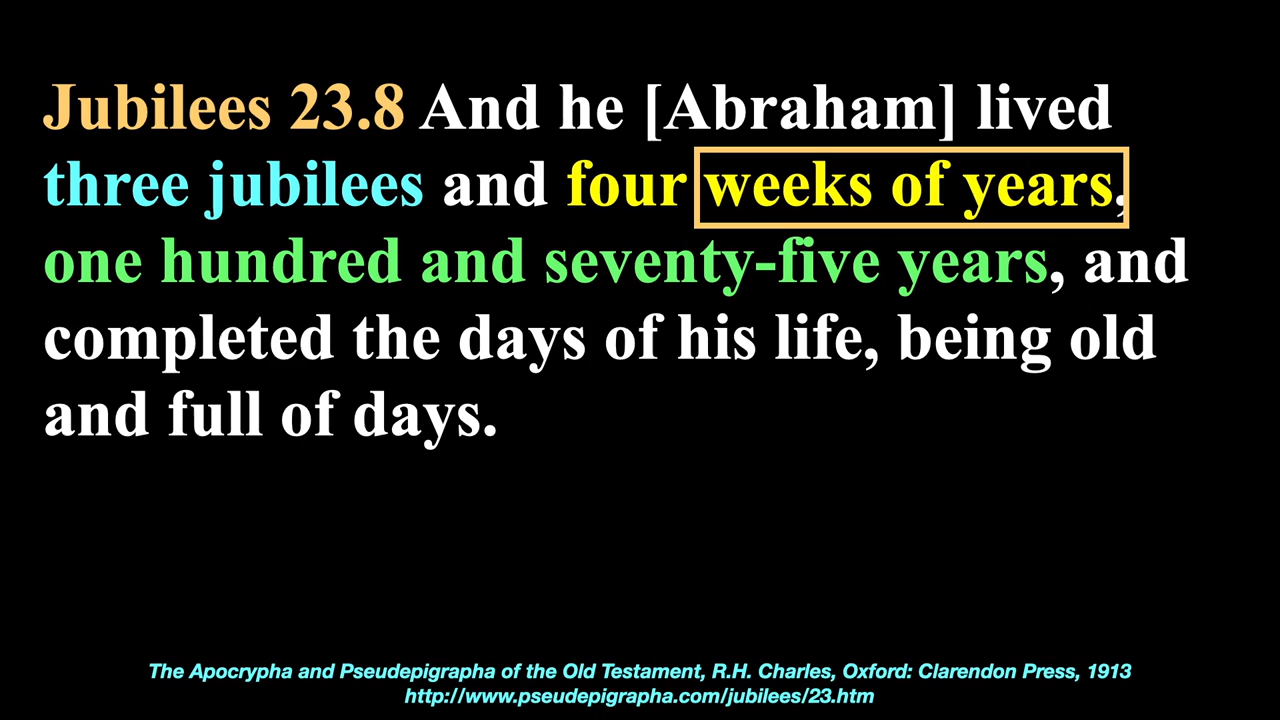 Jubilees 23.8 And he [Abraham] lived
three jubilees and four weeks of years,
one hundred and seventy-five years, and
completed the days of his life, being old
and full of days.
The Apocrypha and Pseudepigrapha of the Old Testament, R.H. Charles, Oxford: Clarendon Press, 1913
http://www.pseudepigrapha.com/jubilees/23.htm